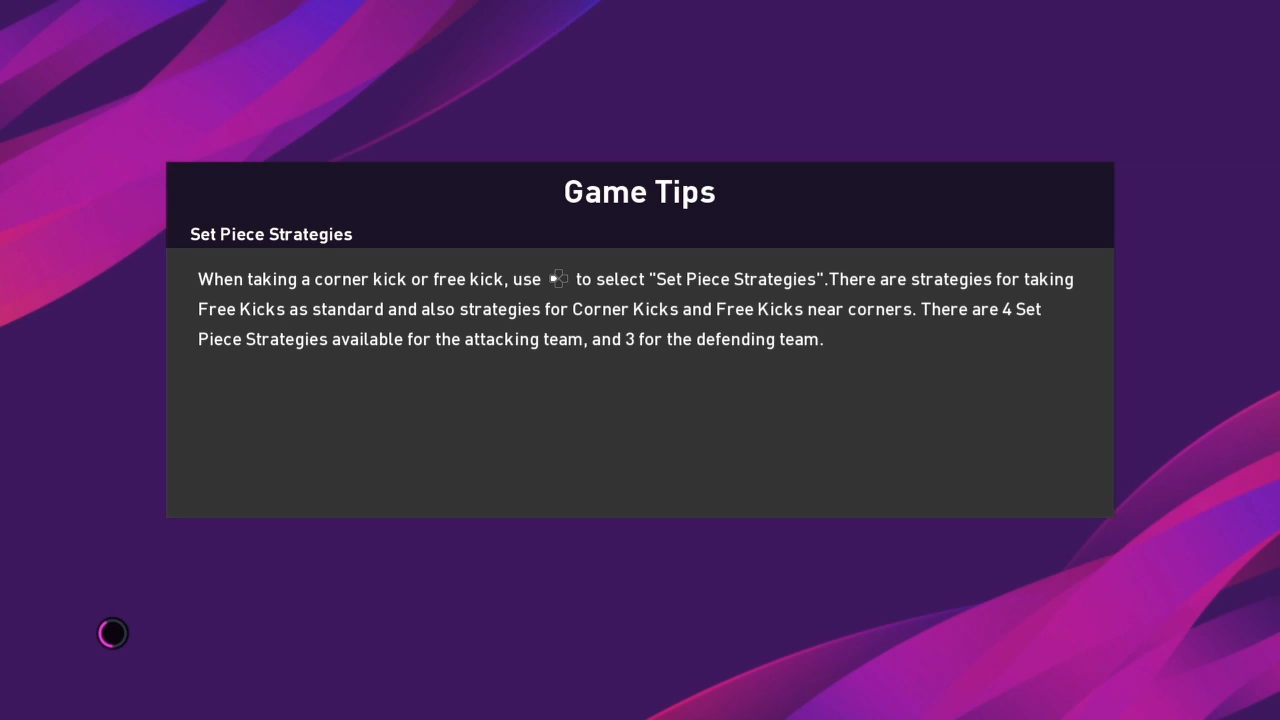 Game Tips
Set Piece Strategies
When taking a corner kick or free kick, use to select "Set Piece Strategies".There are strategies for taking
Free Kicks as standard and also strategies for Corner Kicks and Free Kicks near corners. There are 4 Set
Piece Strategies available for the attacking team, and 3 for the defending team.